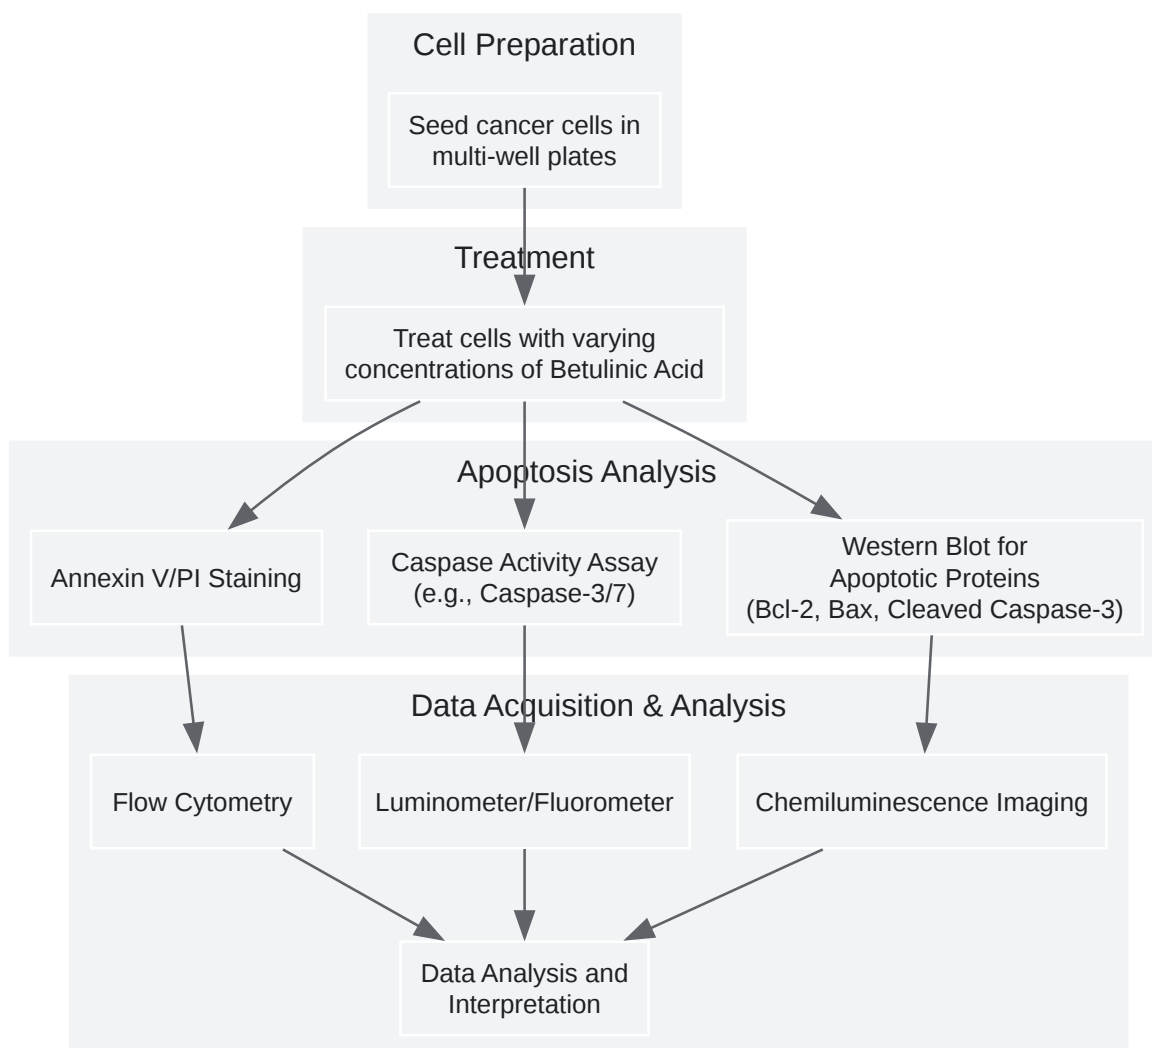 Cell Preparation
Seed cancer cells in
multi-well plates
Treatment
Treat cells with varying
concentrations of Betulinic Acid
Apoptosis Analysis
Annexin V/PI Staining
Caspase Activity Assay
(e.g., Caspase-3/7)
Western Blot for
Apoptotic Proteins
(Bcl-2, Bax, Cleaved Caspase-3)
Data Acquisition & Analysis
Flow Cytometry
Luminometer/Fluorometer
Chemiluminescence Imaging
Data Analysis and
Interpretation